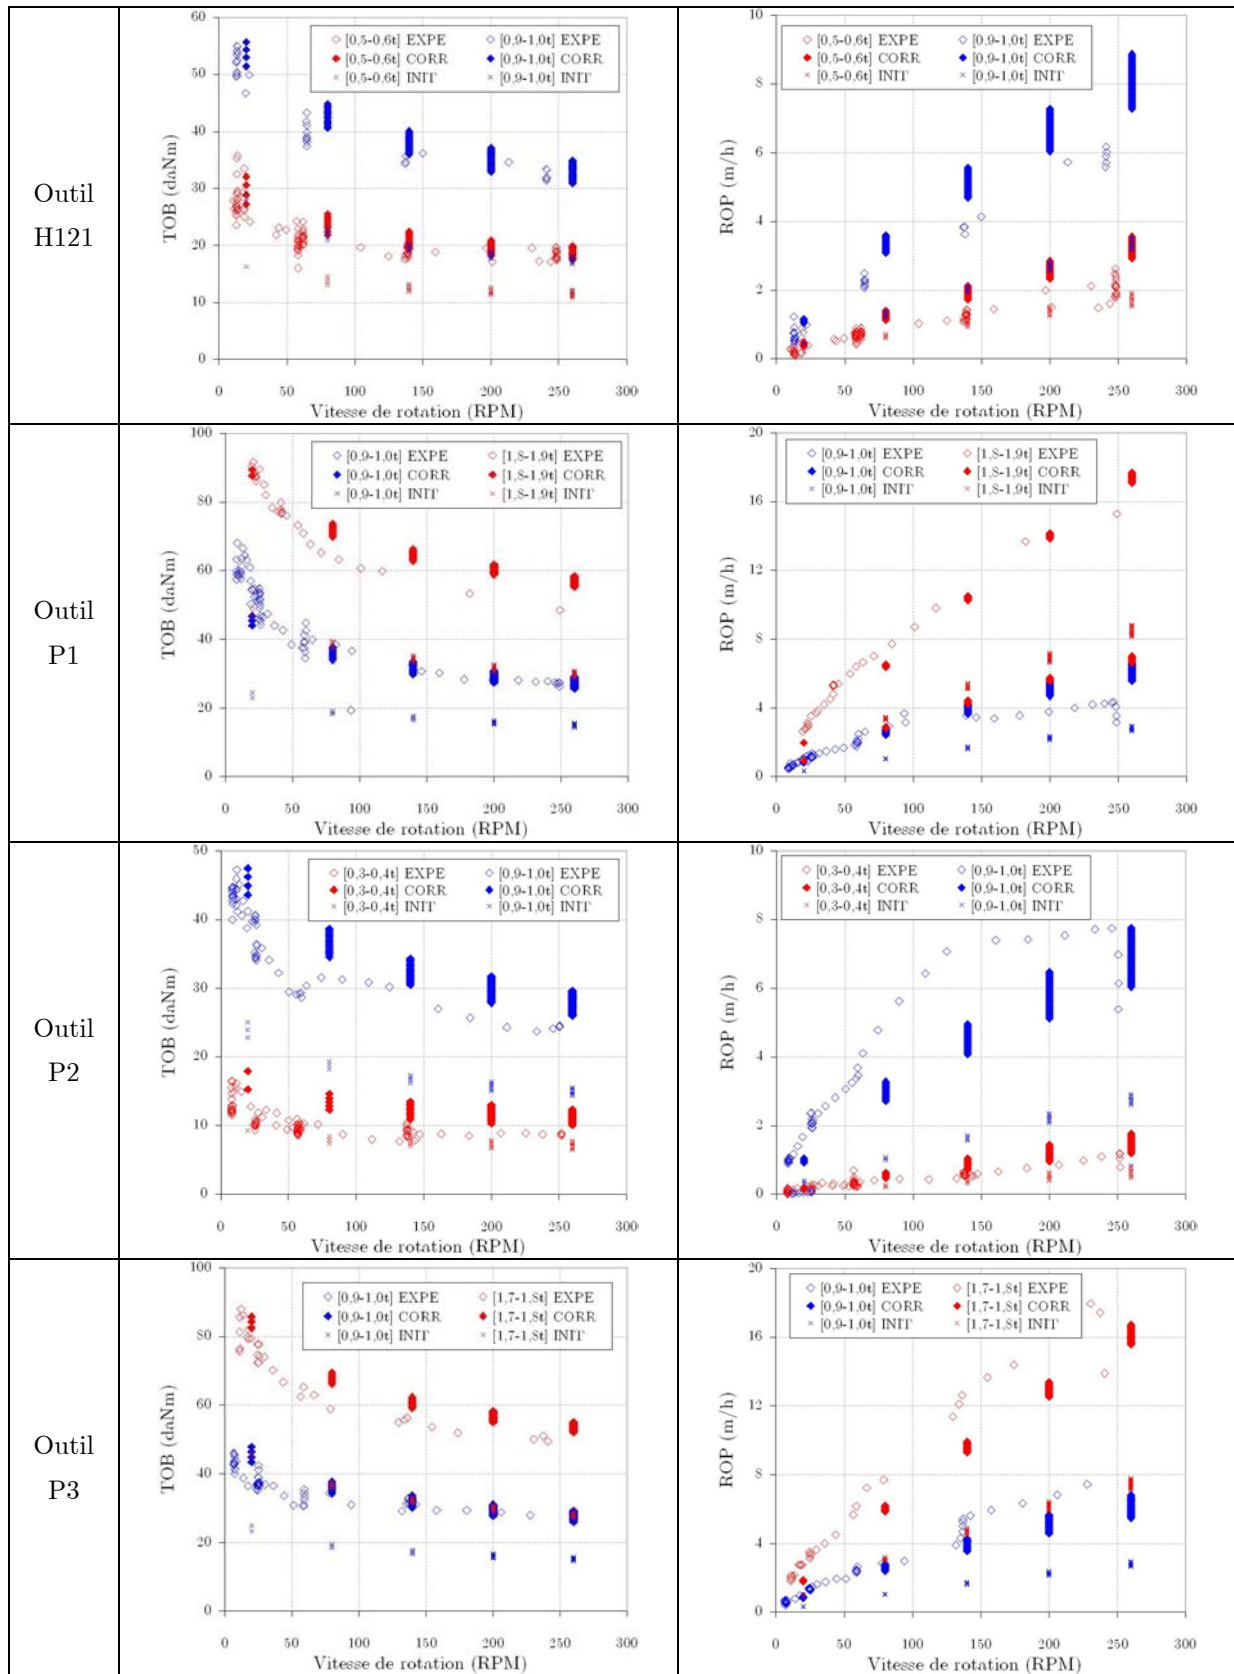 Outil
H121
TOB (daNm)
60
50
40
30
20
10
0
[0,5-0,6t] EXPE [0,9-1,0t] EXPE
[0,5-0,6t] CORR [0,9-1,0t] CORR
[0,5-0,6t] INIT [0,9-1,0t] INIT
0 50 100 150 200 250 300
Vitesse de rotation (RPM)
ROP (m/h)
10
8
6
4
2
0
[0,5-0,6t] EXPE [0,9-1,0t] EXPE
[0,5-0,6t] CORR [0,9-1,0t] CORR
[0,5-0,6t] INIT [0,9-1,0t] INIT
0 50 100 150 200 250 300
Vitesse de rotation (RPM)
Outil
P1
TOB (daNm)
100
80
60
40
20
0
[0,9-1,0t] EXPE [1,8-1,9t] EXPE
[0,9-1,0t] CORR [1,8-1,9t] CORR
[0,9-1,0t] INIT [1,8-1,9t] INIT
0 50 100 150 200 250 300
Vitesse de rotation (RPM)
ROP (m/h)
20
16
12
8
4
0
[0,9-1,0t] EXPE [1,8-1,9t] EXPE
[0,9-1,0t] CORR [1,8-1,9t] CORR
[0,9-1,0t] INIT [1,8-1,9t] INIT
0 50 100 150 200 250 300
Vitesse de rotation (RPM)
Outil
P2
TOB (daNm)
50
40
30
20
10
0
[0,3-0,4t] EXPE [0,9-1,0t] EXPE
[0,3-0,4t] CORR [0,9-1,0t] CORR
[0,3-0,4t] INIT [0,9-1,0t] INIT
0 50 100 150 200 250 300
Vitesse de rotation (RPM)
ROP (m/h)
10
8
6
4
2
0
[0,3-0,4t] EXPE [0,9-1,0t] EXPE
[0,3-0,4t] CORR [0,9-1,0t] CORR
[0,3-0,4t] INIT [0,9-1,0t] INIT
0 50 100 150 200 250 300
Vitesse de rotation (RPM)
Outil
P3
TOB (daNm)
100
80
60
40
20
0
[0,9-1,0t] EXPE [1,7-1,8t] EXPE
[0,9-1,0t] CORR [1,7-1,8t] CORR
[0,9-1,0t] INIT [1,7-1,8t] INIT
0 50 100 150 200 250 300
Vitesse de rotation (RPM)
ROP (m/h)
20
16
12
8
4
0
[0,9-1,0t] EXPE [1,7-1,8t] EXPE
[0,9-1,0t] CORR [1,7-1,8t] CORR
[0,9-1,0t] INIT [1,7-1,8t] INIT
0 50 100 150 200 250 300
Vitesse de rotation (RPM)